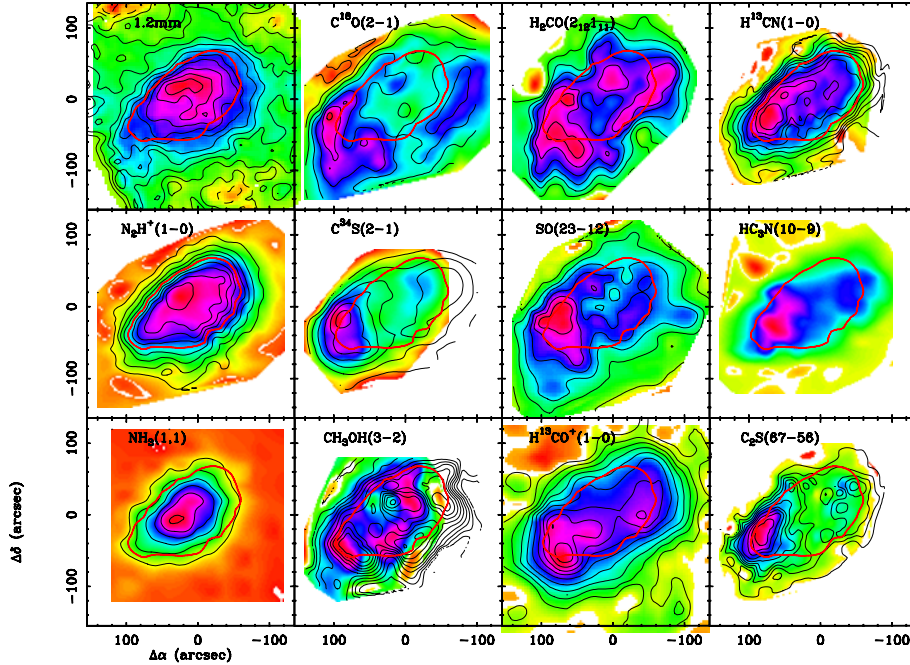 1.2mm C¹⁸O(2-1) H₂CO(2₁₂1₁₁) H¹³CN(1-0)
100
0
-100
N₂H⁺(1-0) C³⁴S(2-1) SO(23-12) HC₃N(10-9)
100
0
-100
NH₃(1,1) CH₃OH(3-2) H¹³CO⁺(1-0) C₂S(67-56)
100
0
-100
Δδ (arcsec)
100 0 -100 100 0 -100 100 0 -100 100 0 -100
Δα (arcsec)